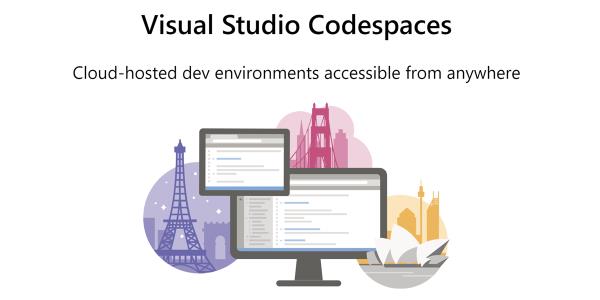 Visual Studio Codespaces
Cloud-hosted dev environments accessible from anywhere